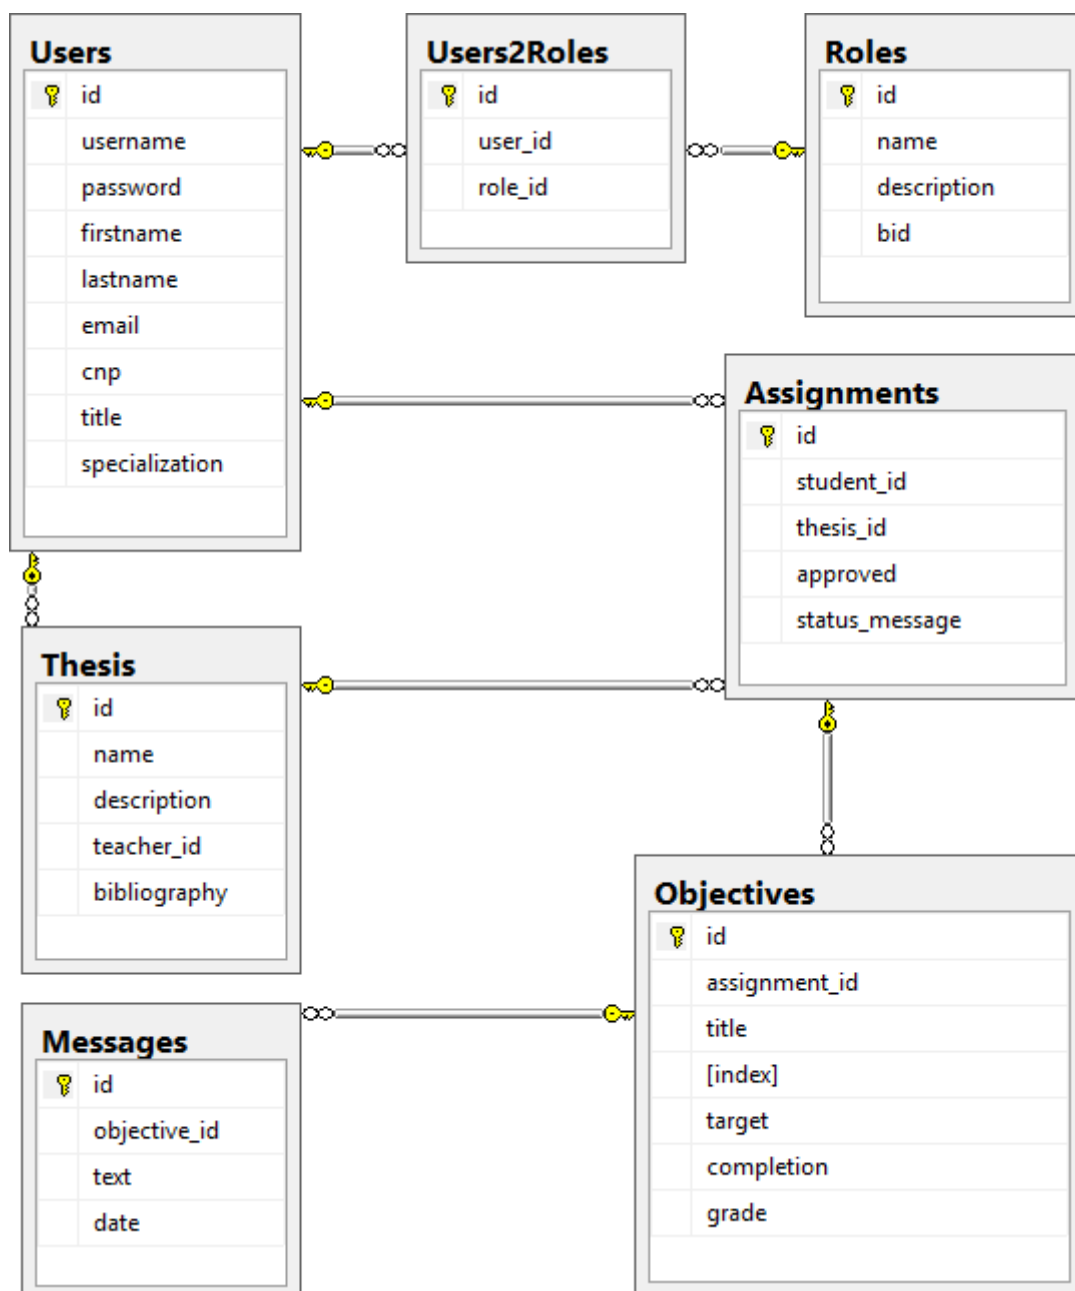 Users
id
username
password
firstname
lastname
email
cnp
title
specialization
Users2Roles
id
user_id
role_id
Roles
id
name
description
bid
Assignments
id
student_id
thesis_id
approved
status_message
Thesis
id
name
description
teacher_id
bibliography
Objectives
id
assignment_id
title
[index]
target
completion
grade
Messages
id
objective_id
text
date